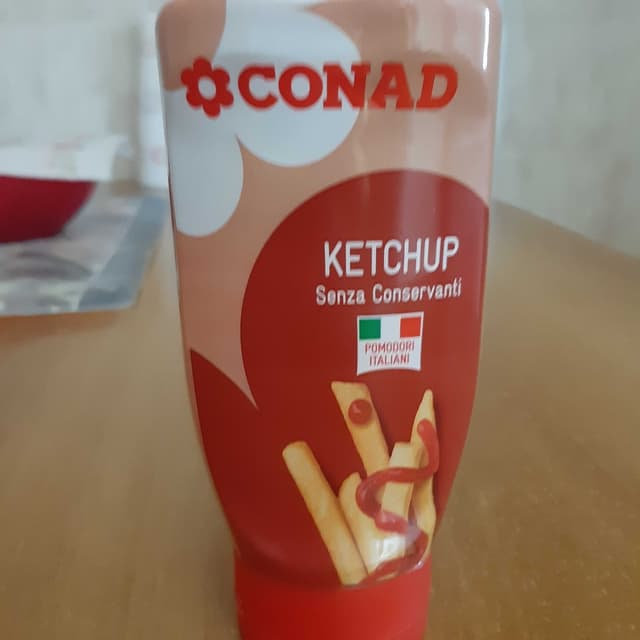 CONAD
KETCHUP
Senza Conservanti
POMODORI
ITALIANI